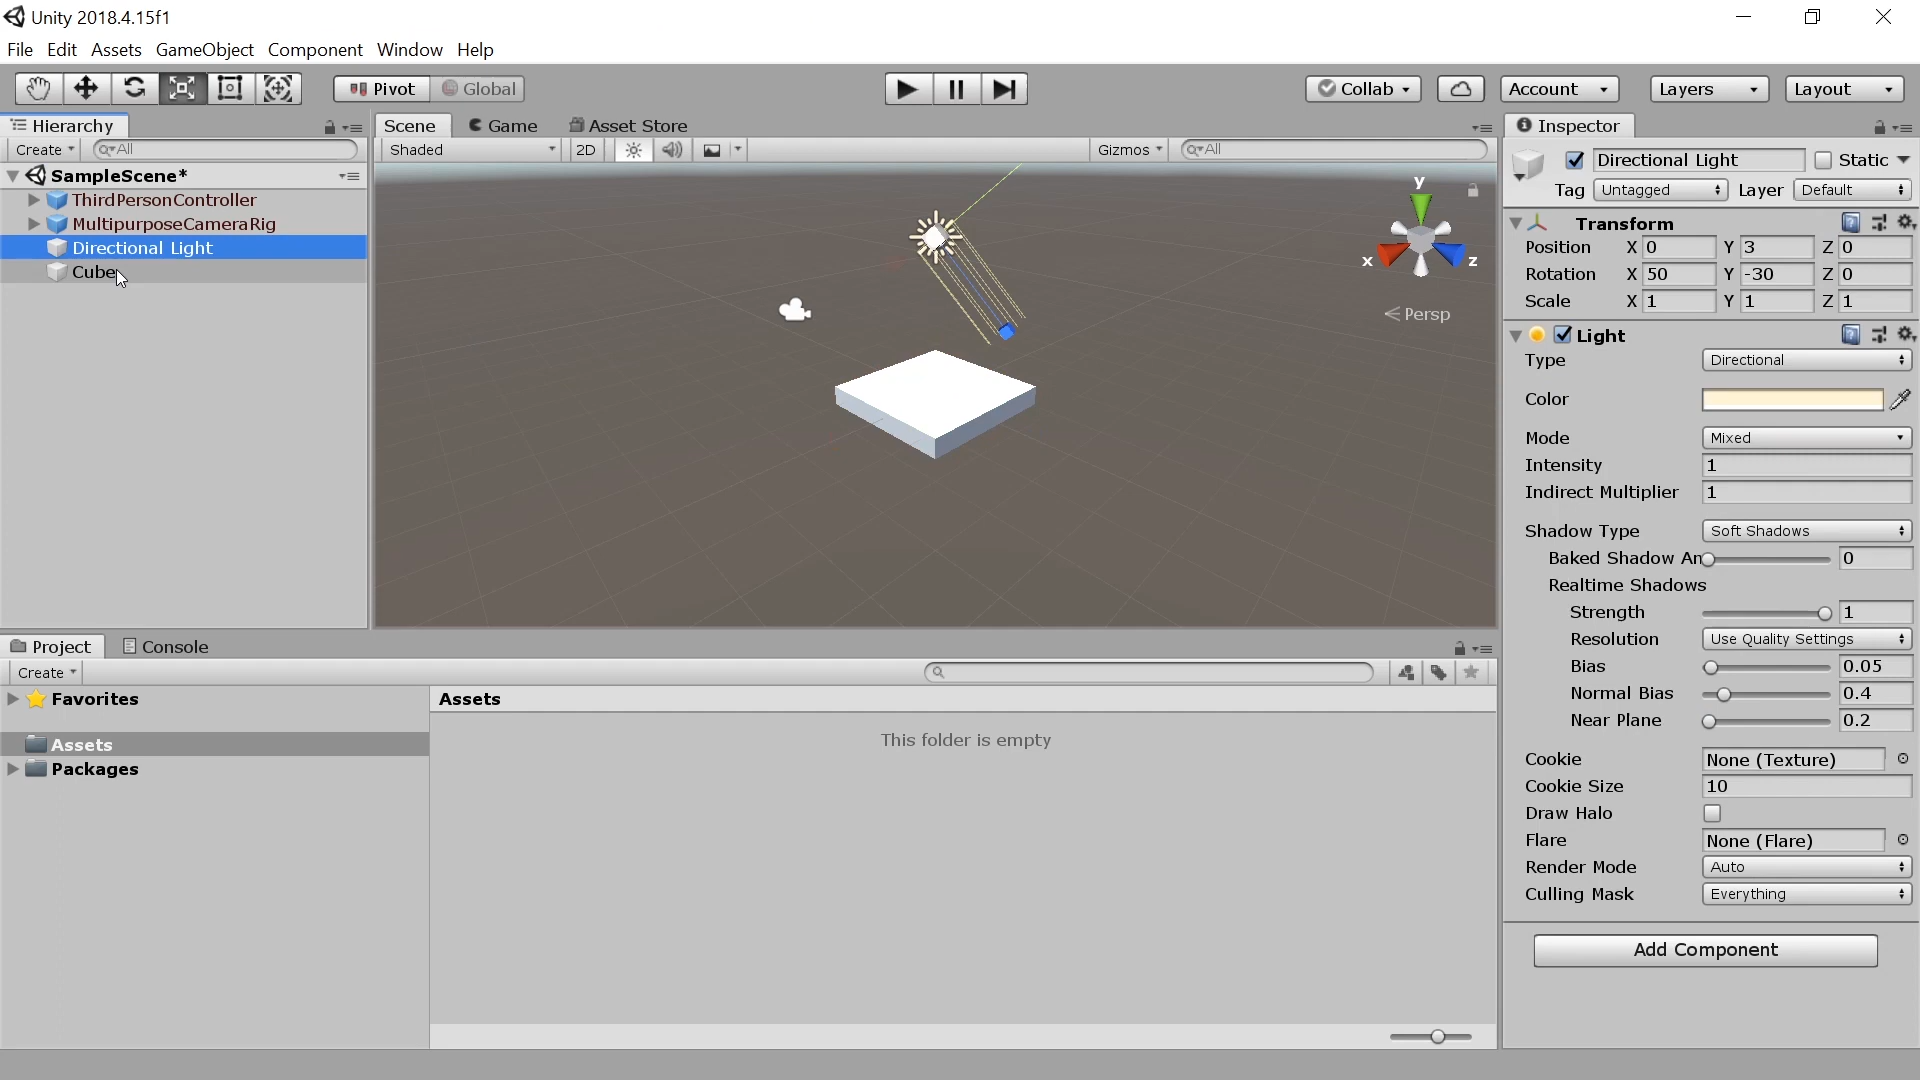 Unity 2018.4.15f1
File Edit Assets GameObject Component Window Help
Pivot Global Collab Account Layers Layout
Hierarchy
Create All
SampleScene*
ThirdPersonController
MultipurposeCameraRig
Directional Light
Cube
Scene Game Asset Store
Shaded 2D Gizmos All
y
x z
Persp
Inspector
Directional Light Static
Tag Untagged Layer Default
Transform
Position X 0 Y 3 Z 0
Rotation X 50 Y -30 Z 0
Scale X 1 Y 1 Z 1
Light
Type Directional
Color
Mode Mixed
Intensity 1
Indirect Multiplier 1
Shadow Type Soft Shadows
Baked Shadow An 0
Realtime Shadows
Strength 1
Resolution Use Quality Settings
Bias 0.05
Normal Bias 0.4
Near Plane 0.2
Cookie None (Texture)
Cookie Size 10
Draw Halo
Flare None (Flare)
Render Mode Auto
Culling Mask Everything
Add Component
Project Console
Create
Favorites
Assets
Packages
Assets
This folder is empty